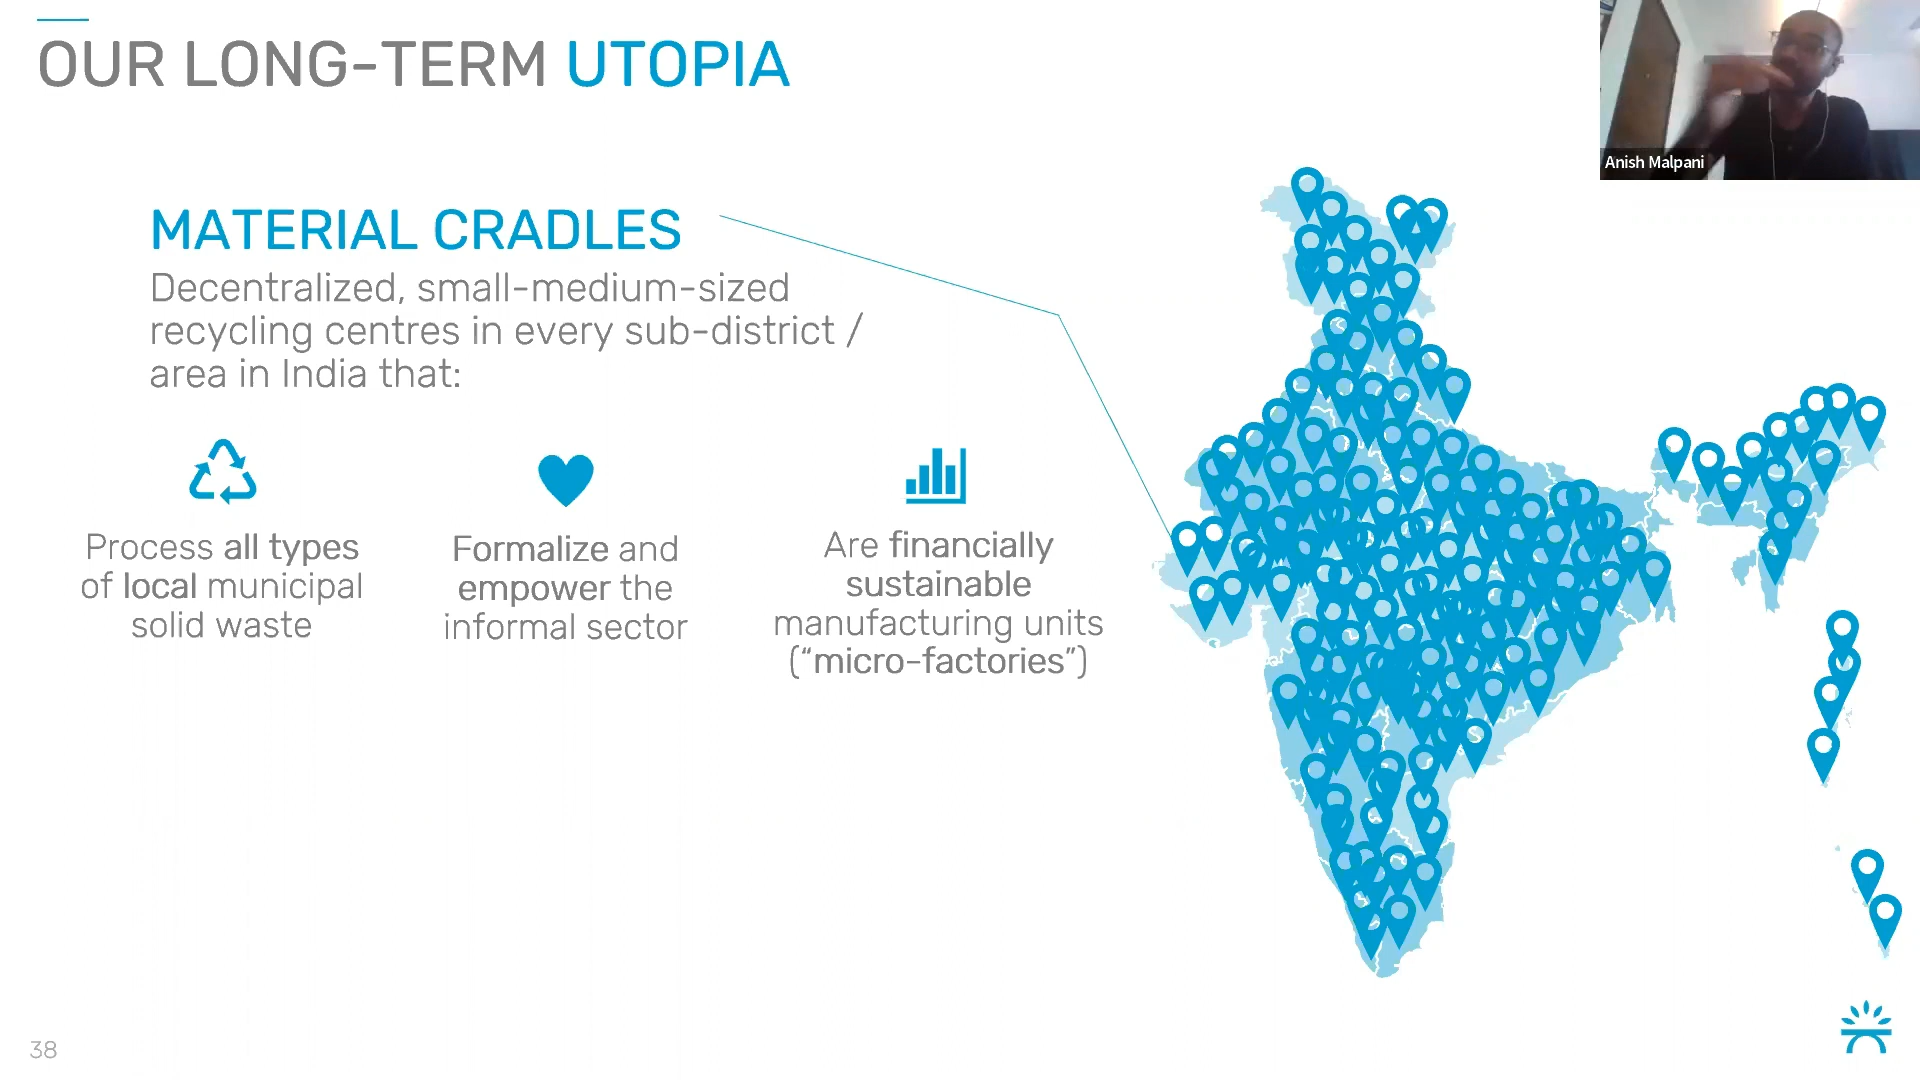 OUR LONG-TERM UTOPIA
Anish Malpani
MATERIAL CRADLES
Decentralized, small-medium-sized
recycling centres in every sub-district /
area in India that:
Process all types
of local municipal
solid waste
Formalize and
empower the
informal sector
Are financially
sustainable
manufacturing units
(“micro-factories”)
38